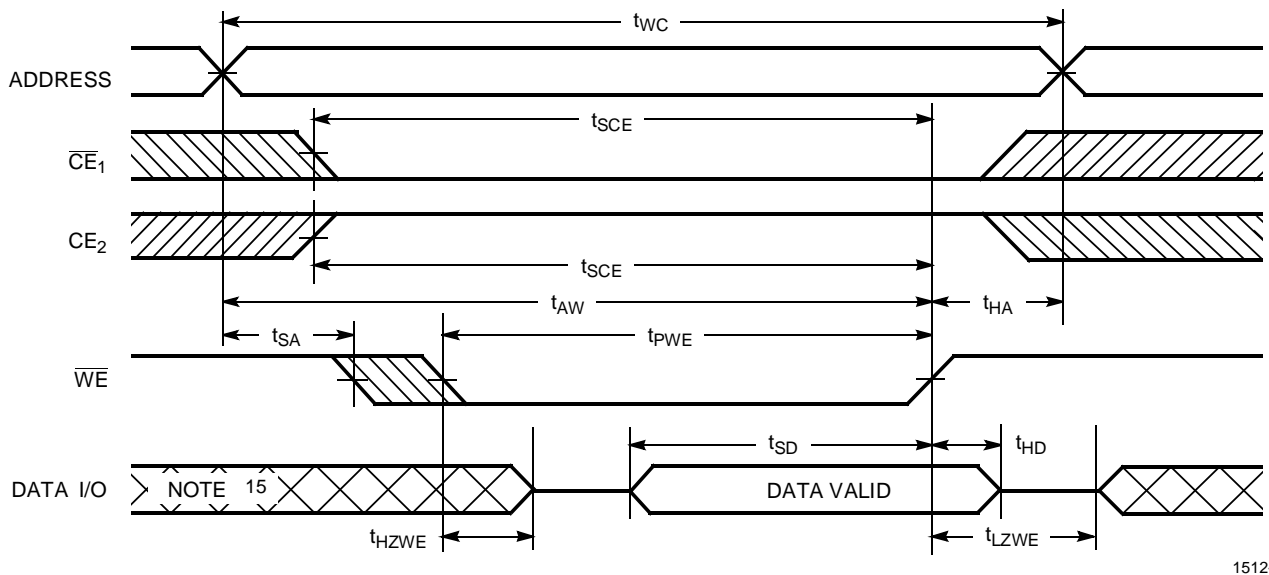 tWC
ADDRESS
tSCE
CE1
CE2
tSCE
tAW
tHA
tSA
tPWE
WE
tSD
tHD
DATA I/O
NOTE 15
DATA VALID
tHZWE
tLZWE
1512